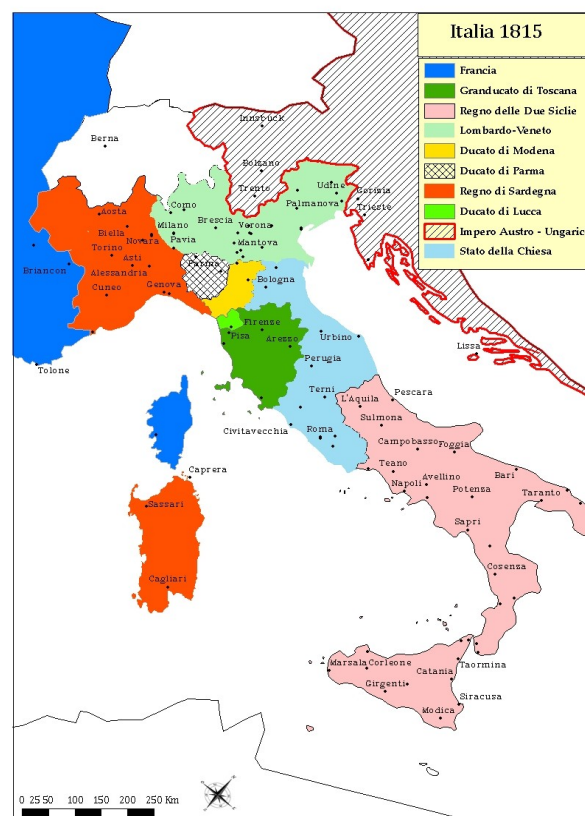 Italia 1815
Francia
Granducato di Toscana
Regno delle Due Siclie
Lombardo-Veneto
Ducato di Modena
Ducato di Parma
Regno di Sardegna
Ducato di Lucca
Impero Austro - Ungarico
Stato della Chiesa
Innsbuck
Berna
Bolzano
Trento
Udine
Gorizia
Aosta
Como
Palmanova
Trieste
Biella
Milano
Brescia
Verona
Novara
Torino
Pavia
Mantova
Asti
Briancon
Alessandria
Parma
Bologna
Cuneo
Genova
Firenze
Pisa
Urbino
Aresso
Lissa
Tolone
Perugia
Terni
L'Aquila
Pescara
Sulmona
Civitavecchia
Roma
Campobasso
Foggia
Caprera
Teano
Avellino
Bari
Napoli
Potenza
Taranto
Sassari
Sapri
Cosenza
Cagliari
Marsala
Corleone
Taormina
Catania
Girgenti
Siracusa
Modica
0 25 50 100 150 200 250 Km